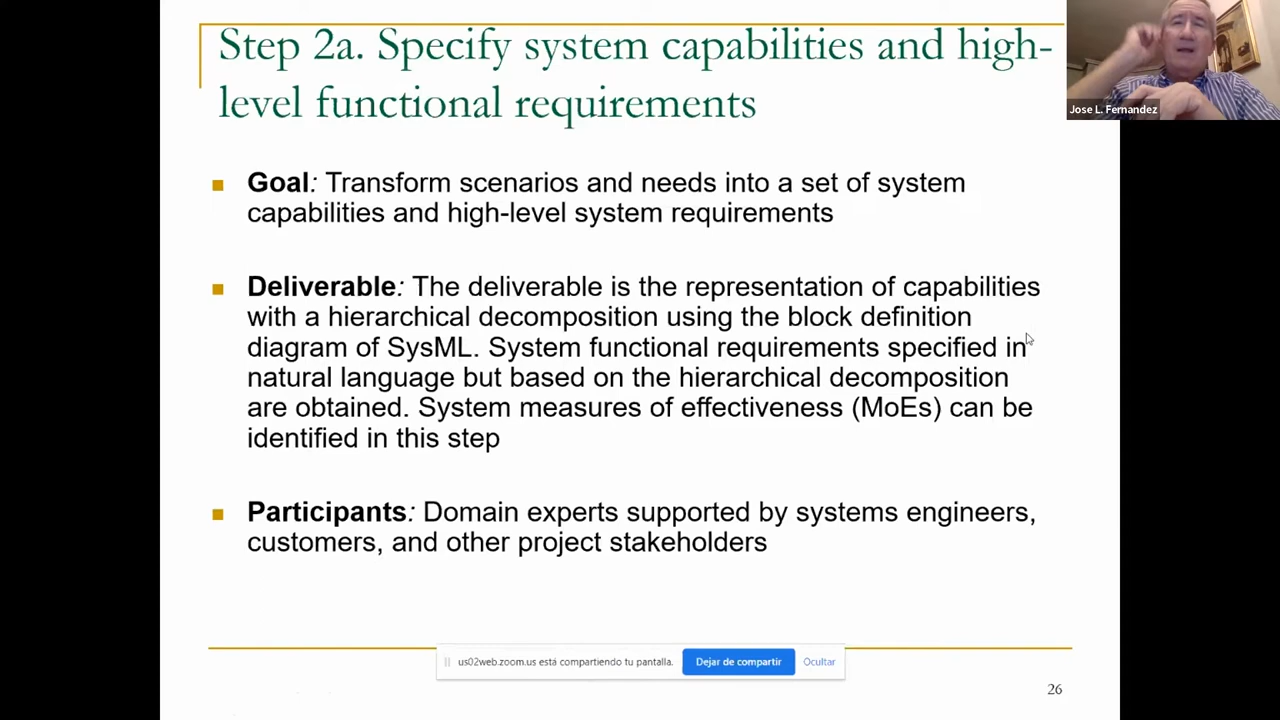 Step 2a. Specify system capabilities and high-
level functional requirements
Jose L. Fernandez
Goal: Transform scenarios and needs into a set of system
capabilities and high-level system requirements
Deliverable: The deliverable is the representation of capabilities
with a hierarchical decomposition using the block definition
diagram of SysML. System functional requirements specified in
natural language but based on the hierarchical decomposition
are obtained. System measures of effectiveness (MoEs) can be
identified in this step
Participants: Domain experts supported by systems engineers,
customers, and other project stakeholders
us02web.zoom.us está compartiendo tu pantalla. Dejar de compartir Ocultar
26